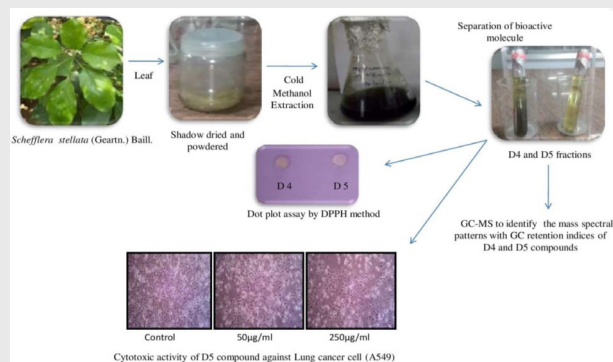 Separation of bioactive
molecule
Leaf
Cold
Methanol
Extraction
Schefflera stellata (Geartn.) Baill.
Shadow dried and
powdered
D4 and D5 fractions
D 4
D 5
Dot plot assay by DPPH method
GC-MS to identify the mass spectral
patterns with GC retention indices of
D4 and D5 compounds
Control
50µg/ml
250µg/ml
Cytotoxic activity of D5 compound against Lung cancer cell (A549)